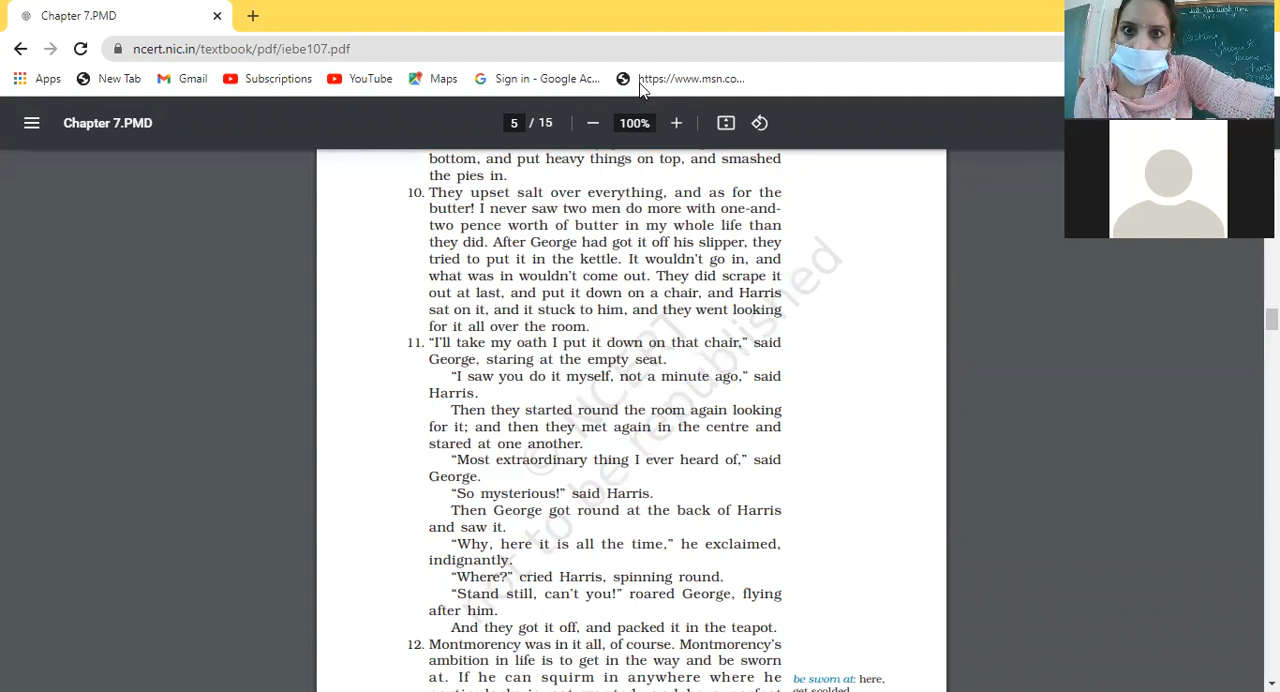 Chapter 7.PMD
ncert.nic.in/textbook/pdf/iebe107.pdf
Apps New Tab Gmail Subscriptions YouTube Maps Sign in - Google Ac... https://www.msn.co...
Chapter 7.PMD 5 / 15 100%
bottom, and put heavy things on top, and smashed
the pies in.
10. They upset salt over everything, and as for the
butter! I never saw two men do more with one-and-
two pence worth of butter in my whole life than
they did. After George had got it off his slipper, they
tried to put it in the kettle. It wouldn't go in, and
what was in wouldn't come out. They did scrape it
out at last, and put it down on a chair, and Harris
sat on it, and it stuck to him, and they went looking
for it all over the room.
11. “I'll take my oath I put it down on that chair,” said
George, staring at the empty seat.
“I saw you do it myself, not a minute ago,” said
Harris.
Then they started round the room again looking
for it; and then they met again in the centre and
stared at one another.
“Most extraordinary thing I ever heard of,” said
George.
“So mysterious!” said Harris.
Then George got round at the back of Harris
and saw it.
“Why, here it is all the time,” he exclaimed,
indignantly.
“Where?” cried Harris, spinning round.
“Stand still, can't you!” roared George, flying
after him.
And they got it off, and packed it in the teapot.
12. Montmorency was in it all, of course. Montmorency's
ambition in life is to get in the way and be sworn
at. If he can squirm in anywhere where he
be sworn at: here,
get scolded
© NCERT
not to be republished